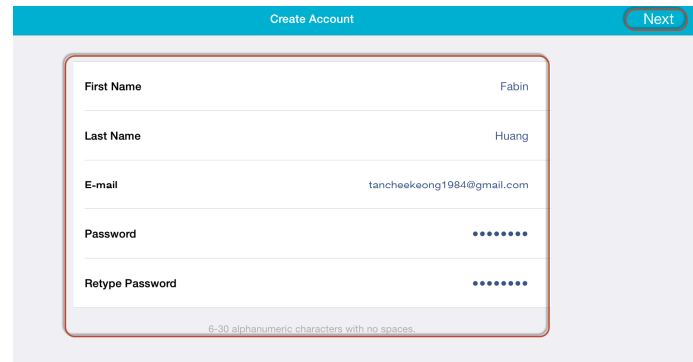 Create Account
Next
First Name Fabin
Last Name Huang
E-mail tancheekeong1984@gmail.com
Password ••••••••
Retype Password ••••••••
6-30 alphanumeric characters with no spaces.